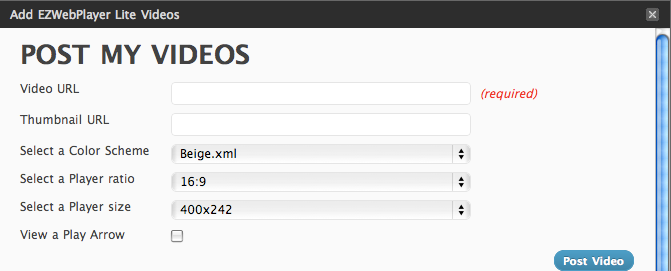 Add EZWebPlayer Lite Videos
POST MY VIDEOS
Video URL (required)
Thumbnail URL
Select a Color Scheme Beige.xml
Select a Player ratio 16:9
Select a Player size 400x242
View a Play Arrow
Post Video